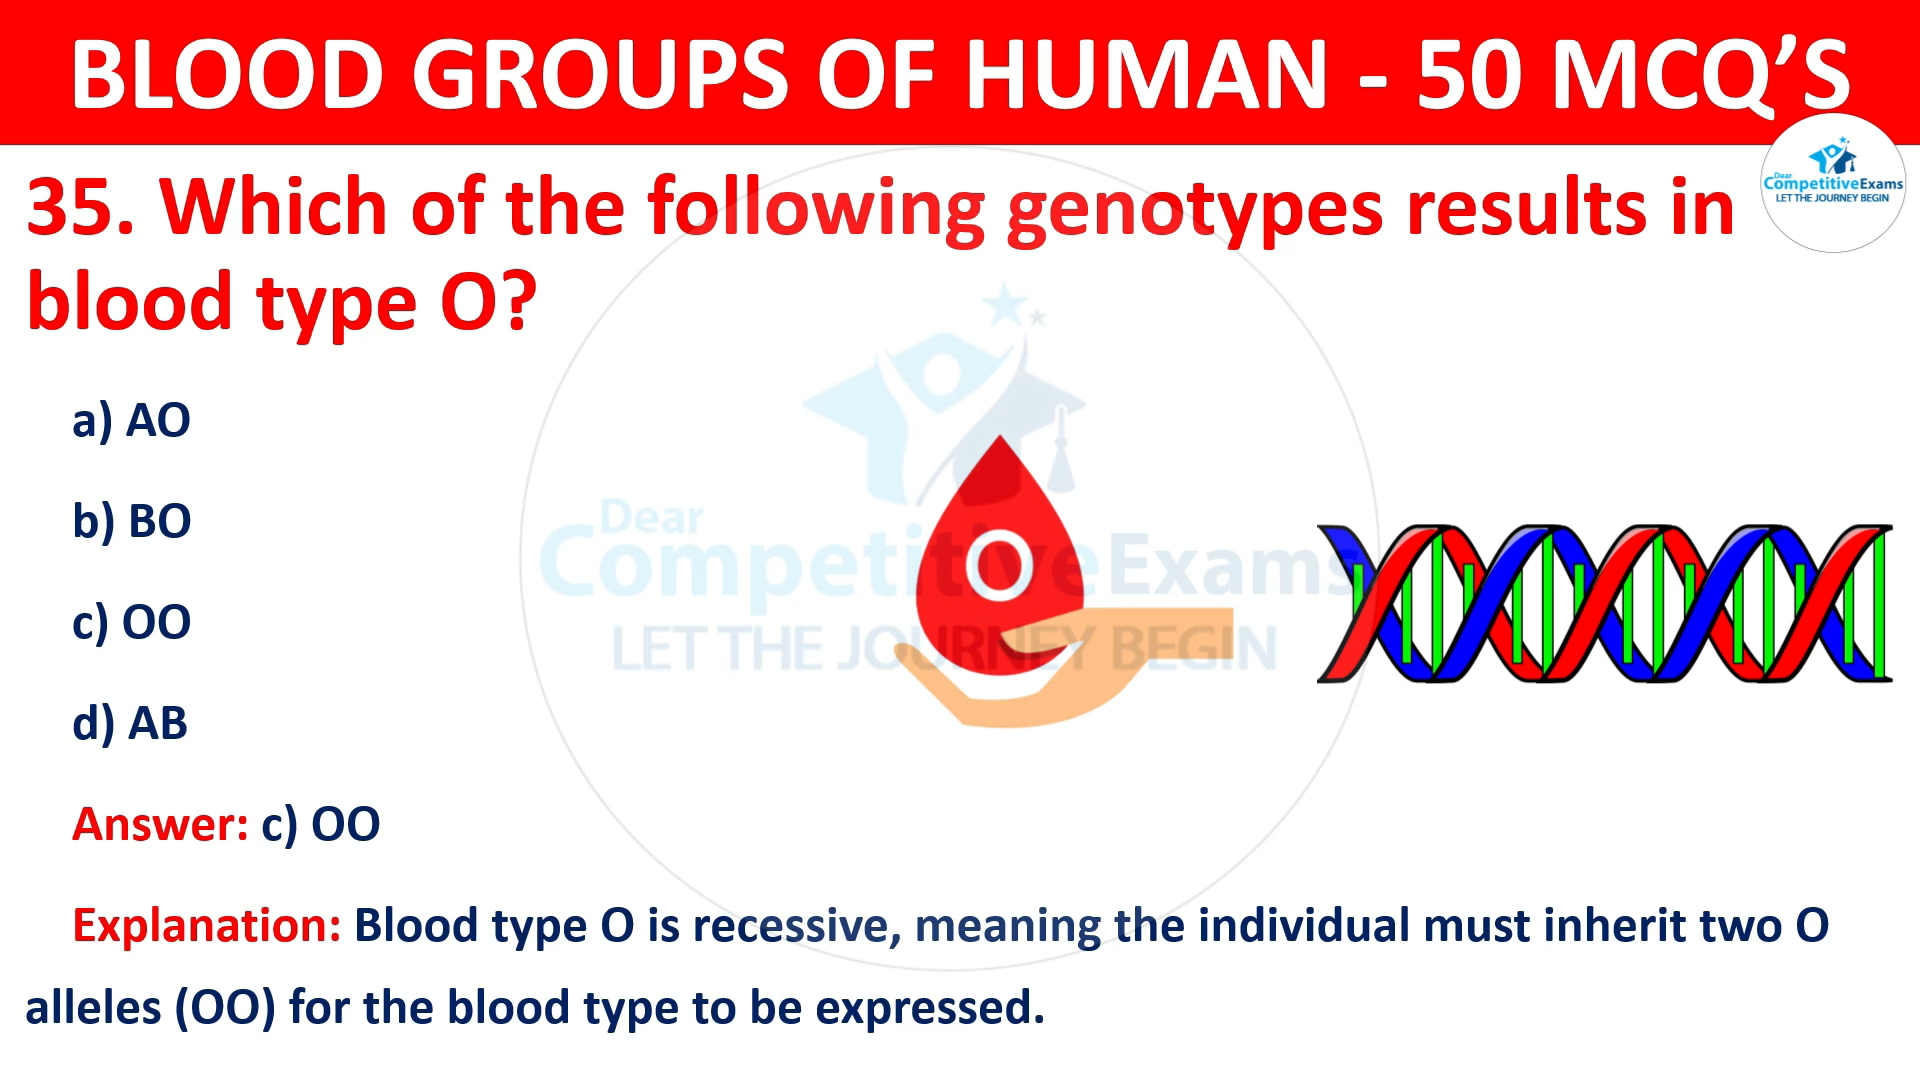 BLOOD GROUPS OF HUMAN - 50 MCQ’S
Dear
CompetitiveExams
LET THE JOURNEY BEGIN
35. Which of the following genotypes results in
blood type O?
a) AO
b) BO
c) OO
d) AB
Dear
CompetitiveExams
LET THE JOURNEY BEGIN
O
Answer: c) OO
Explanation: Blood type O is recessive, meaning the individual must inherit two O
alleles (OO) for the blood type to be expressed.